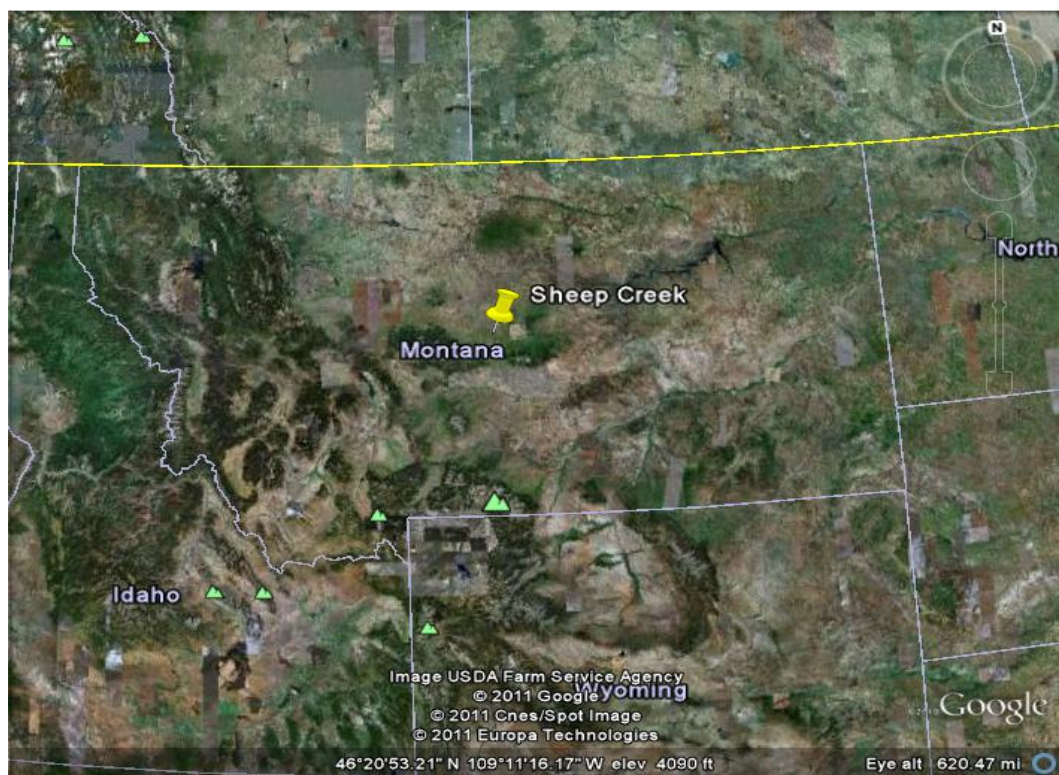 N
North
Sheep Creek
Montana
Idaho
Image USDA Farm Service Agency
© 2011 Google
Wyoming
© 2011 Cnes/Spot Image
© 2011 Europa Technologies
Google
46°20'53.21" N 109°11'16.17" W elev 4090 ft
Eye alt 620.47 mi